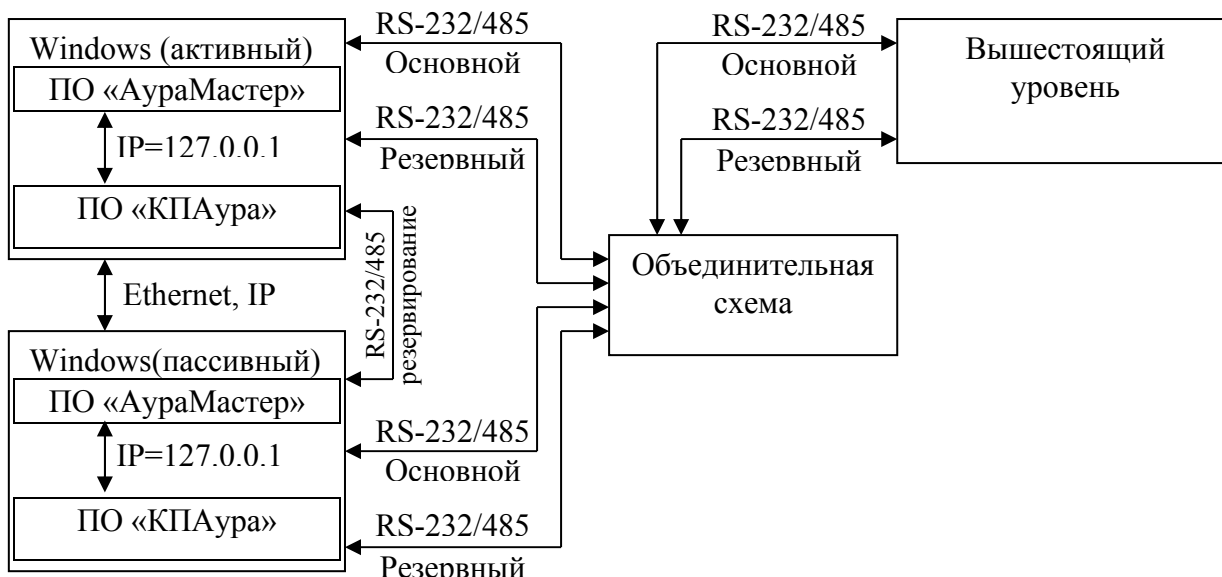 Windows (активный)
ПО «АураМастер»
IP=127.0.0.1
ПО «КПАура»
Ethernet, IP
Windows(пассивный)
ПО «АураМастер»
IP=127.0.0.1
ПО «КПАура»
RS-232/485
Основной
RS-232/485
Резервный
RS-232/485
резервирование
RS-232/485
Основной
RS-232/485
Резервный
Объединительная
схема
RS-232/485
Основной
RS-232/485
Резервный
Вышестоящий
уровень